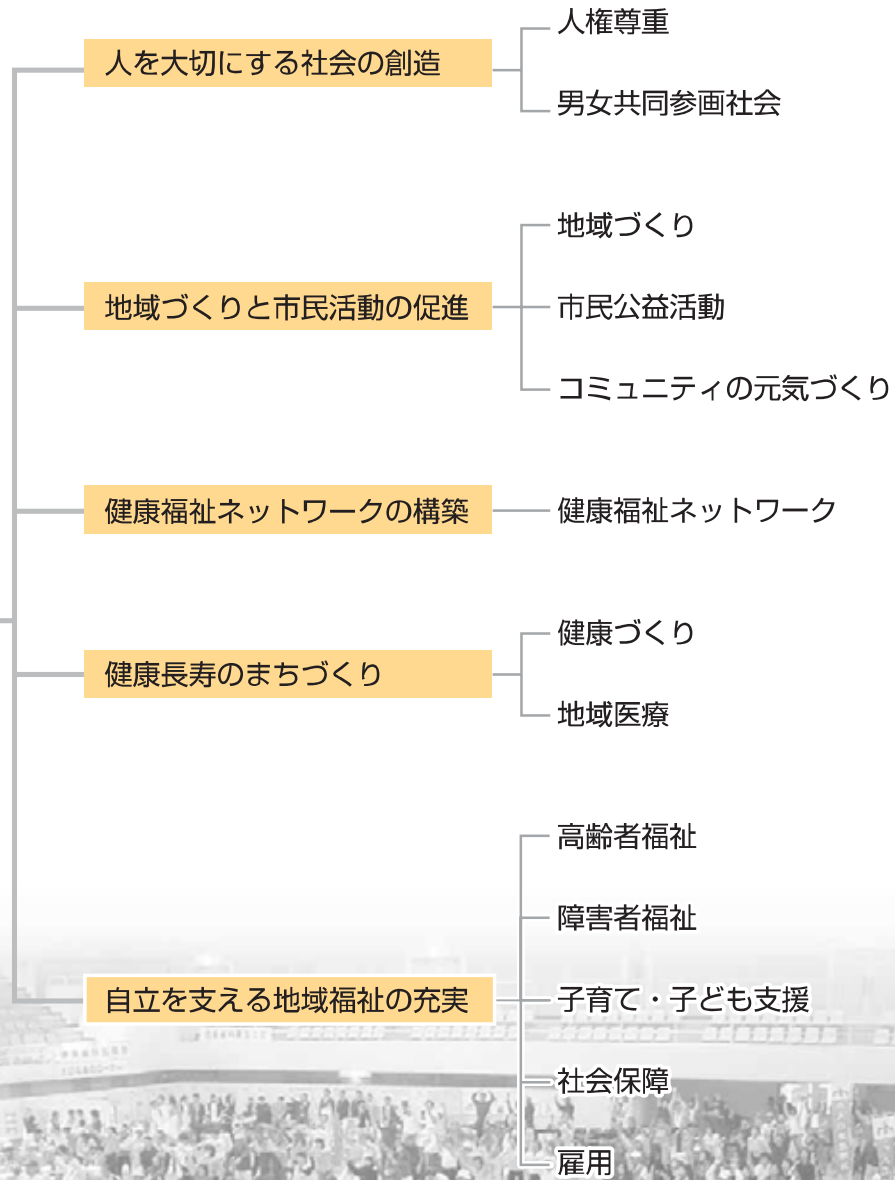 人を大切にする社会の創造
人権尊重
男女共同参画社会
地域づくりと市民活動の促進
地域づくり
市民公益活動
コミュニティの元気づくり
健康福祉ネットワークの構築
健康福祉ネットワーク
健康長寿のまちづくり
健康づくり
地域医療
自立を支える地域福祉の充実
高齢者福祉
障害者福祉
子育て・子ども支援
社会保障
雇用